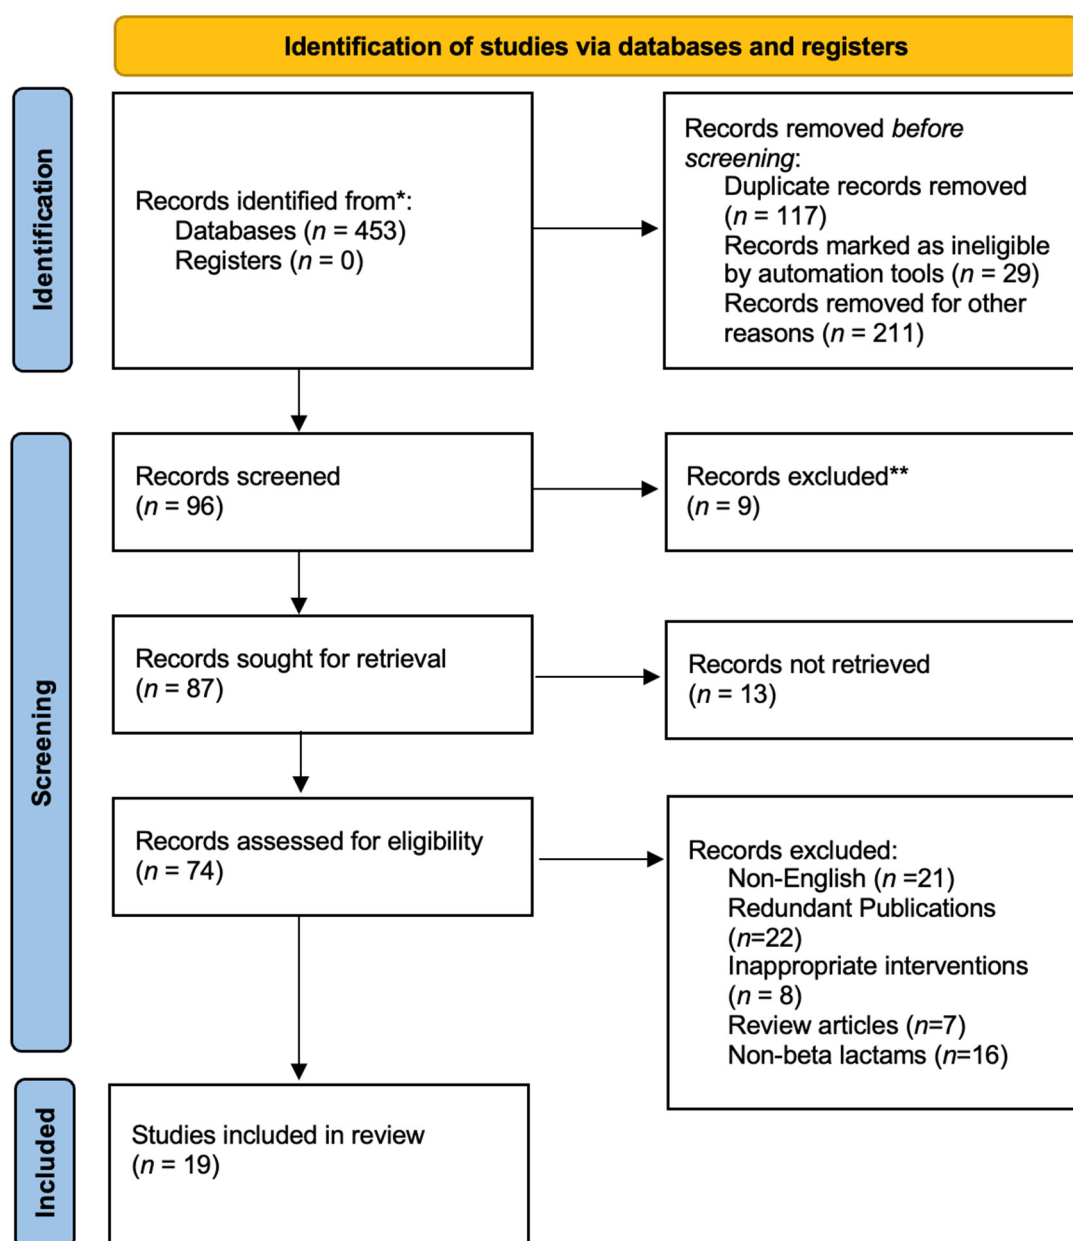 Identification of studies via databases and registers
Identification
Records identified from*:
Databases (n = 453)
Registers (n = 0)
Records removed before
screening:
Duplicate records removed
(n = 117)
Records marked as ineligible
by automation tools (n = 29)
Records removed for other
reasons (n = 211)
Screening
Records screened
(n = 96)
Records excluded**
(n = 9)
Records sought for retrieval
(n = 87)
Records not retrieved
(n = 13)
Records assessed for eligibility
(n = 74)
Records excluded:
Non-English (n =21)
Redundant Publications
(n=22)
Inappropriate interventions
(n = 8)
Review articles (n=7)
Non-beta lactams (n=16)
Included
Studies included in review
(n = 19)